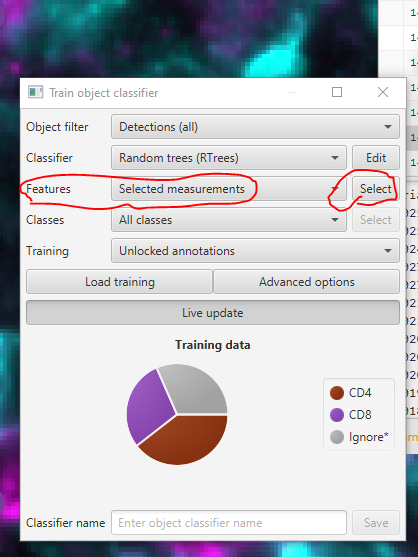 Train object classifier
Object filter Detections (all)
Classifier Random trees (RTrees) Edit
Features Selected measurements Select
Classes All classes Select
Training Unlocked annotations
Load training Advanced options
Live update
Training data
CD4
CD8
Ignore*
Classifier name Enter object classifier name Save